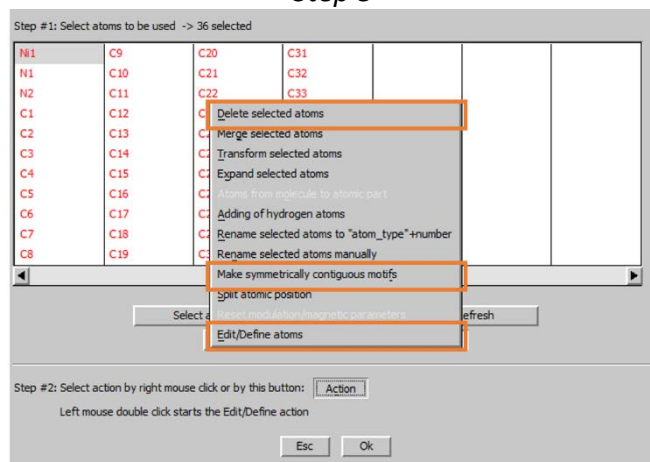 Step
Step #1: Select atoms to be used -> 36 selected
Ni1 C9 C20 C31
N1 C10 C21 C32
N2 C11 C22 C33
C1 C12
C2 C13
C3 C14
C4 C15
C5 C16
C6 C17
C7 C18
C8 C19
Delete selected atoms
Merge selected atoms
Transform selected atoms
Expand selected atoms
Atoms from molecule to atomic part
Adding of hydrogen atoms
Rename selected atoms to "atom_type"+number
Rename selected atoms manually
Make symmetrically contiguous motifs
Split atomic position
Select a Reset modulation/magnetic parameters efresh
Edit/Define atoms
Step #2: Select action by right mouse click or by this button: Action
Left mouse double click starts the Edit/Define action
Esc Ok